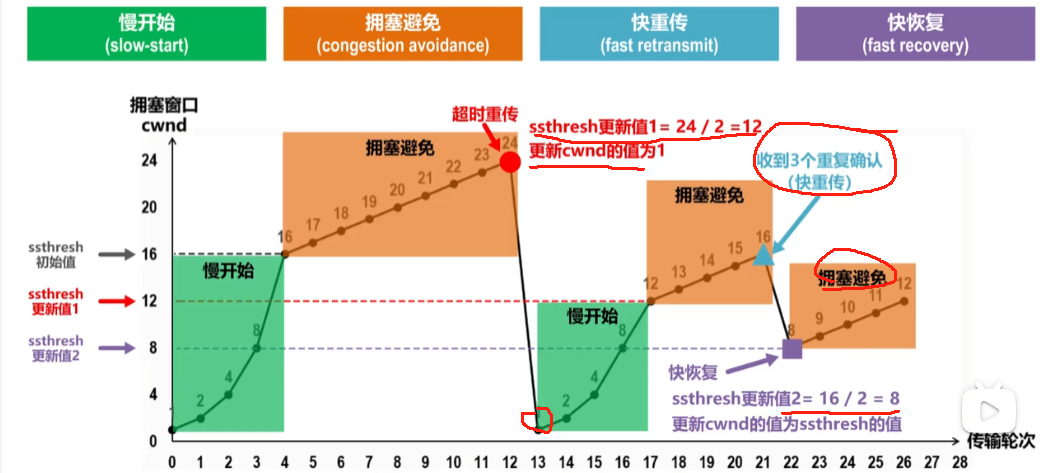 慢开始
(slow-start)
拥塞避免
(congestion avoidance)
快重传
(fast retransmit)
快恢复
(fast recovery)
拥塞窗口
cwnd
超时重传
ssthresh更新值1= 24 / 2 =12
更新cwnd的值为1
收到3个重复确认
(快重传)
拥塞避免
拥塞避免
拥塞避免
慢开始
慢开始
ssthresh
初始值
ssthresh
更新值1
ssthresh
更新值2
24
20
16
12
8
4
0
2
4
8
16
17
18
19
20
21
22
23
24
2
4
8
12
13
14
15
16
8
9
10
11
12
快恢复
ssthresh更新值2= 16 / 2 = 8
更新cwnd的值为ssthresh的值
传输轮次
0 1 2 3 4 5 6 7 8 9 10 11 12 13 14 15 16 17 18 19 20 21 22 23 24 25 26 27 28